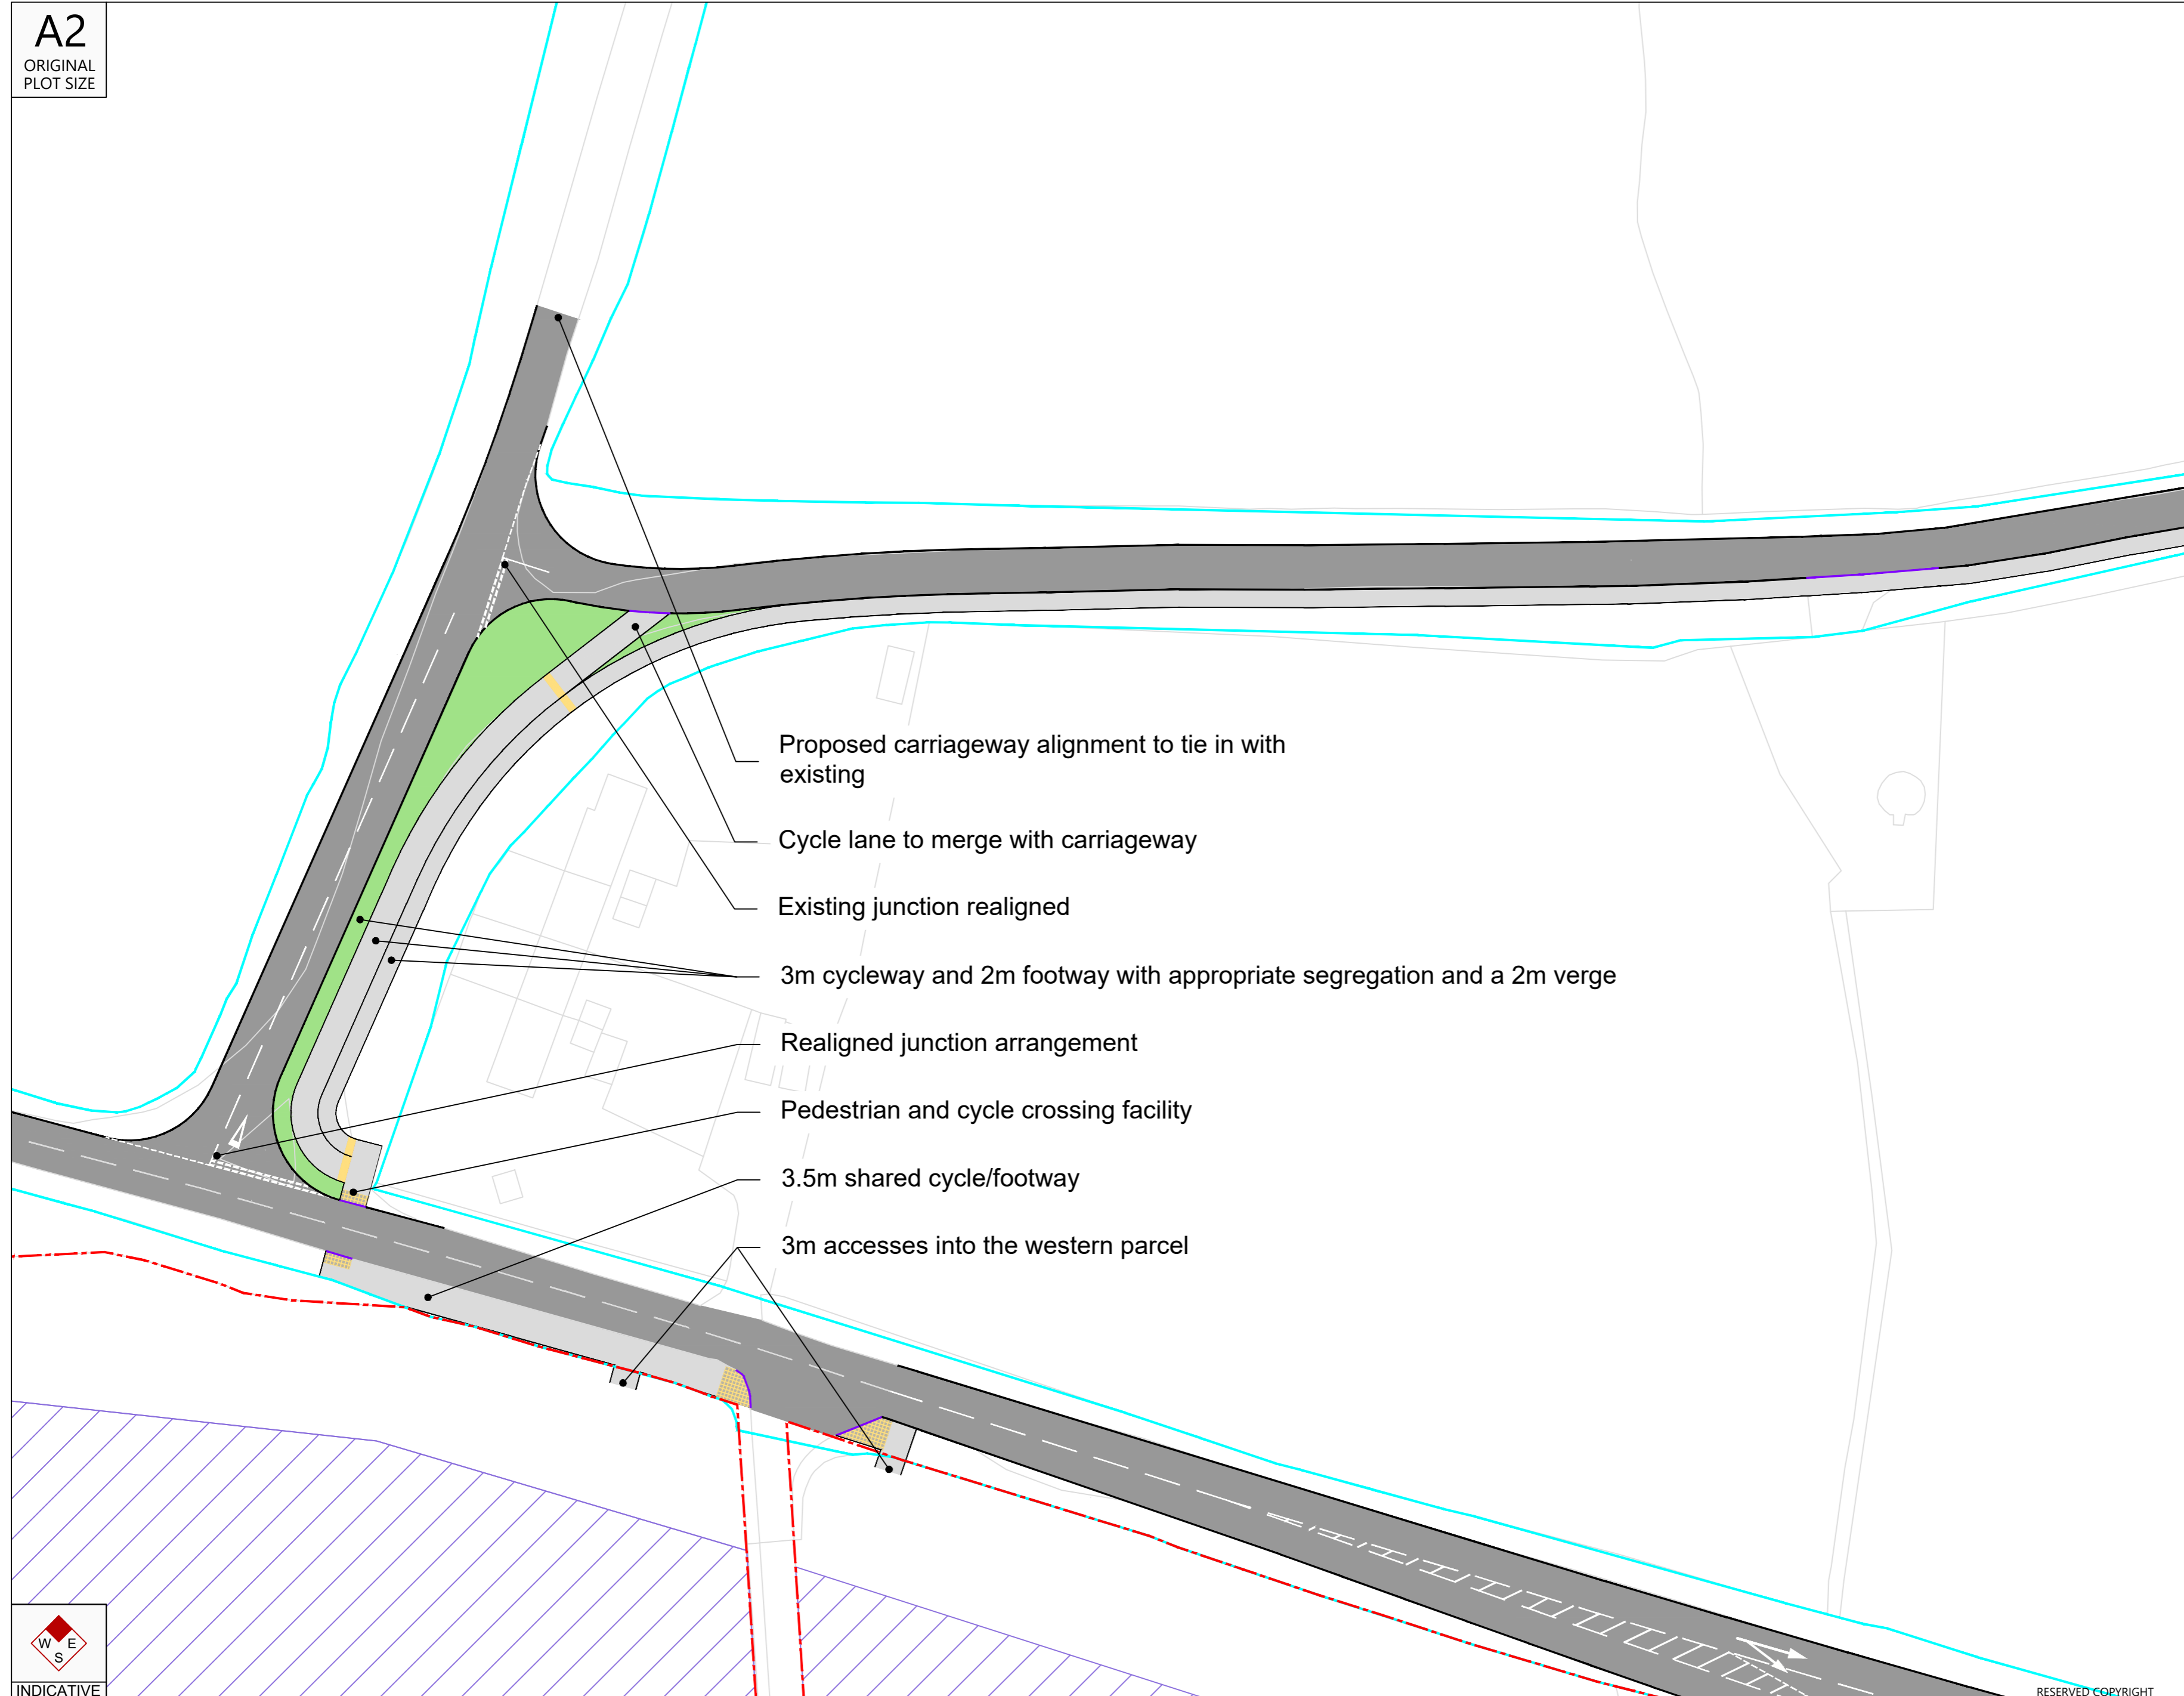 A2
ORIGINAL
PLOT SIZE
Proposed carriageway alignment to tie in with
existing
Cycle lane to merge with carriageway
Existing junction realigned
3m cycleway and 2m footway with appropriate segregation and a 2m verge
Realigned junction arrangement
Pedestrian and cycle crossing facility
3.5m shared cycle/footway
3m accesses into the western parcel
W E
S
INDICATIVE
RESERVED COPYRIGHT